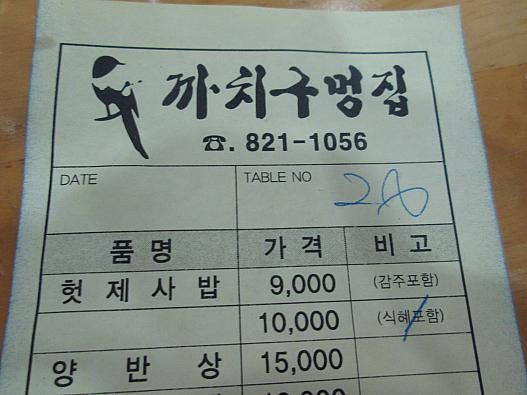 까치구멍집
☎. 821-1056
DATE TABLE NO 2A
품명 가격 비고
헛제사밥 9,000 (감주포함)
10,000 (식혜포함)
양반상 15,000